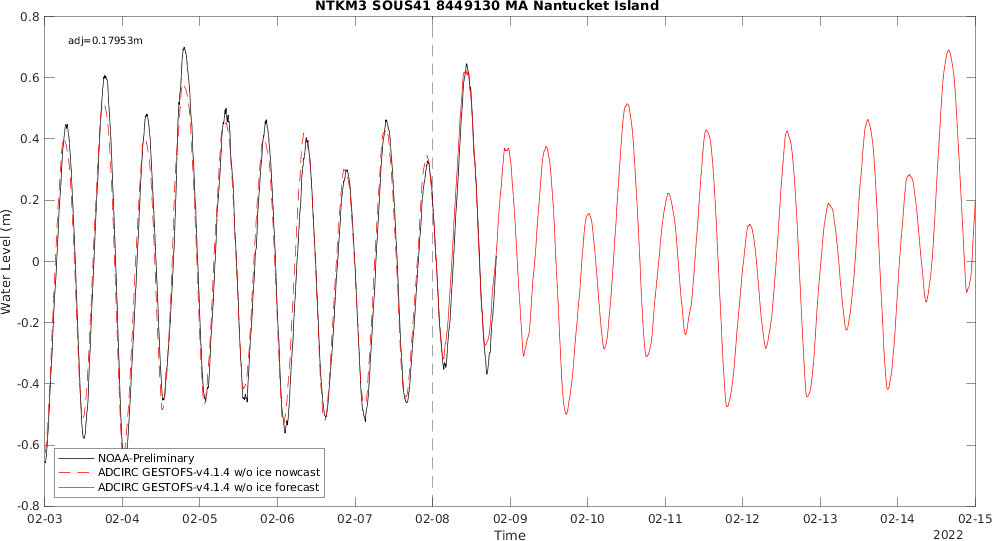 NTKM3 SOUS41 8449130 MA Nantucket Island
adj=0.17953m
0.8
0.6
0.4
0.2
0
-0.2
-0.4
-0.6
-0.8
Water Level (m)
NOAA-Preliminary
ADCIRC GESTOFS-v4.1.4 w/o ice nowcast
ADCIRC GESTOFS-v4.1.4 w/o ice forecast
02-03 02-04 02-05 02-06 02-07 02-08 02-09 02-10 02-11 02-12 02-13 02-14 02-15
Time
2022